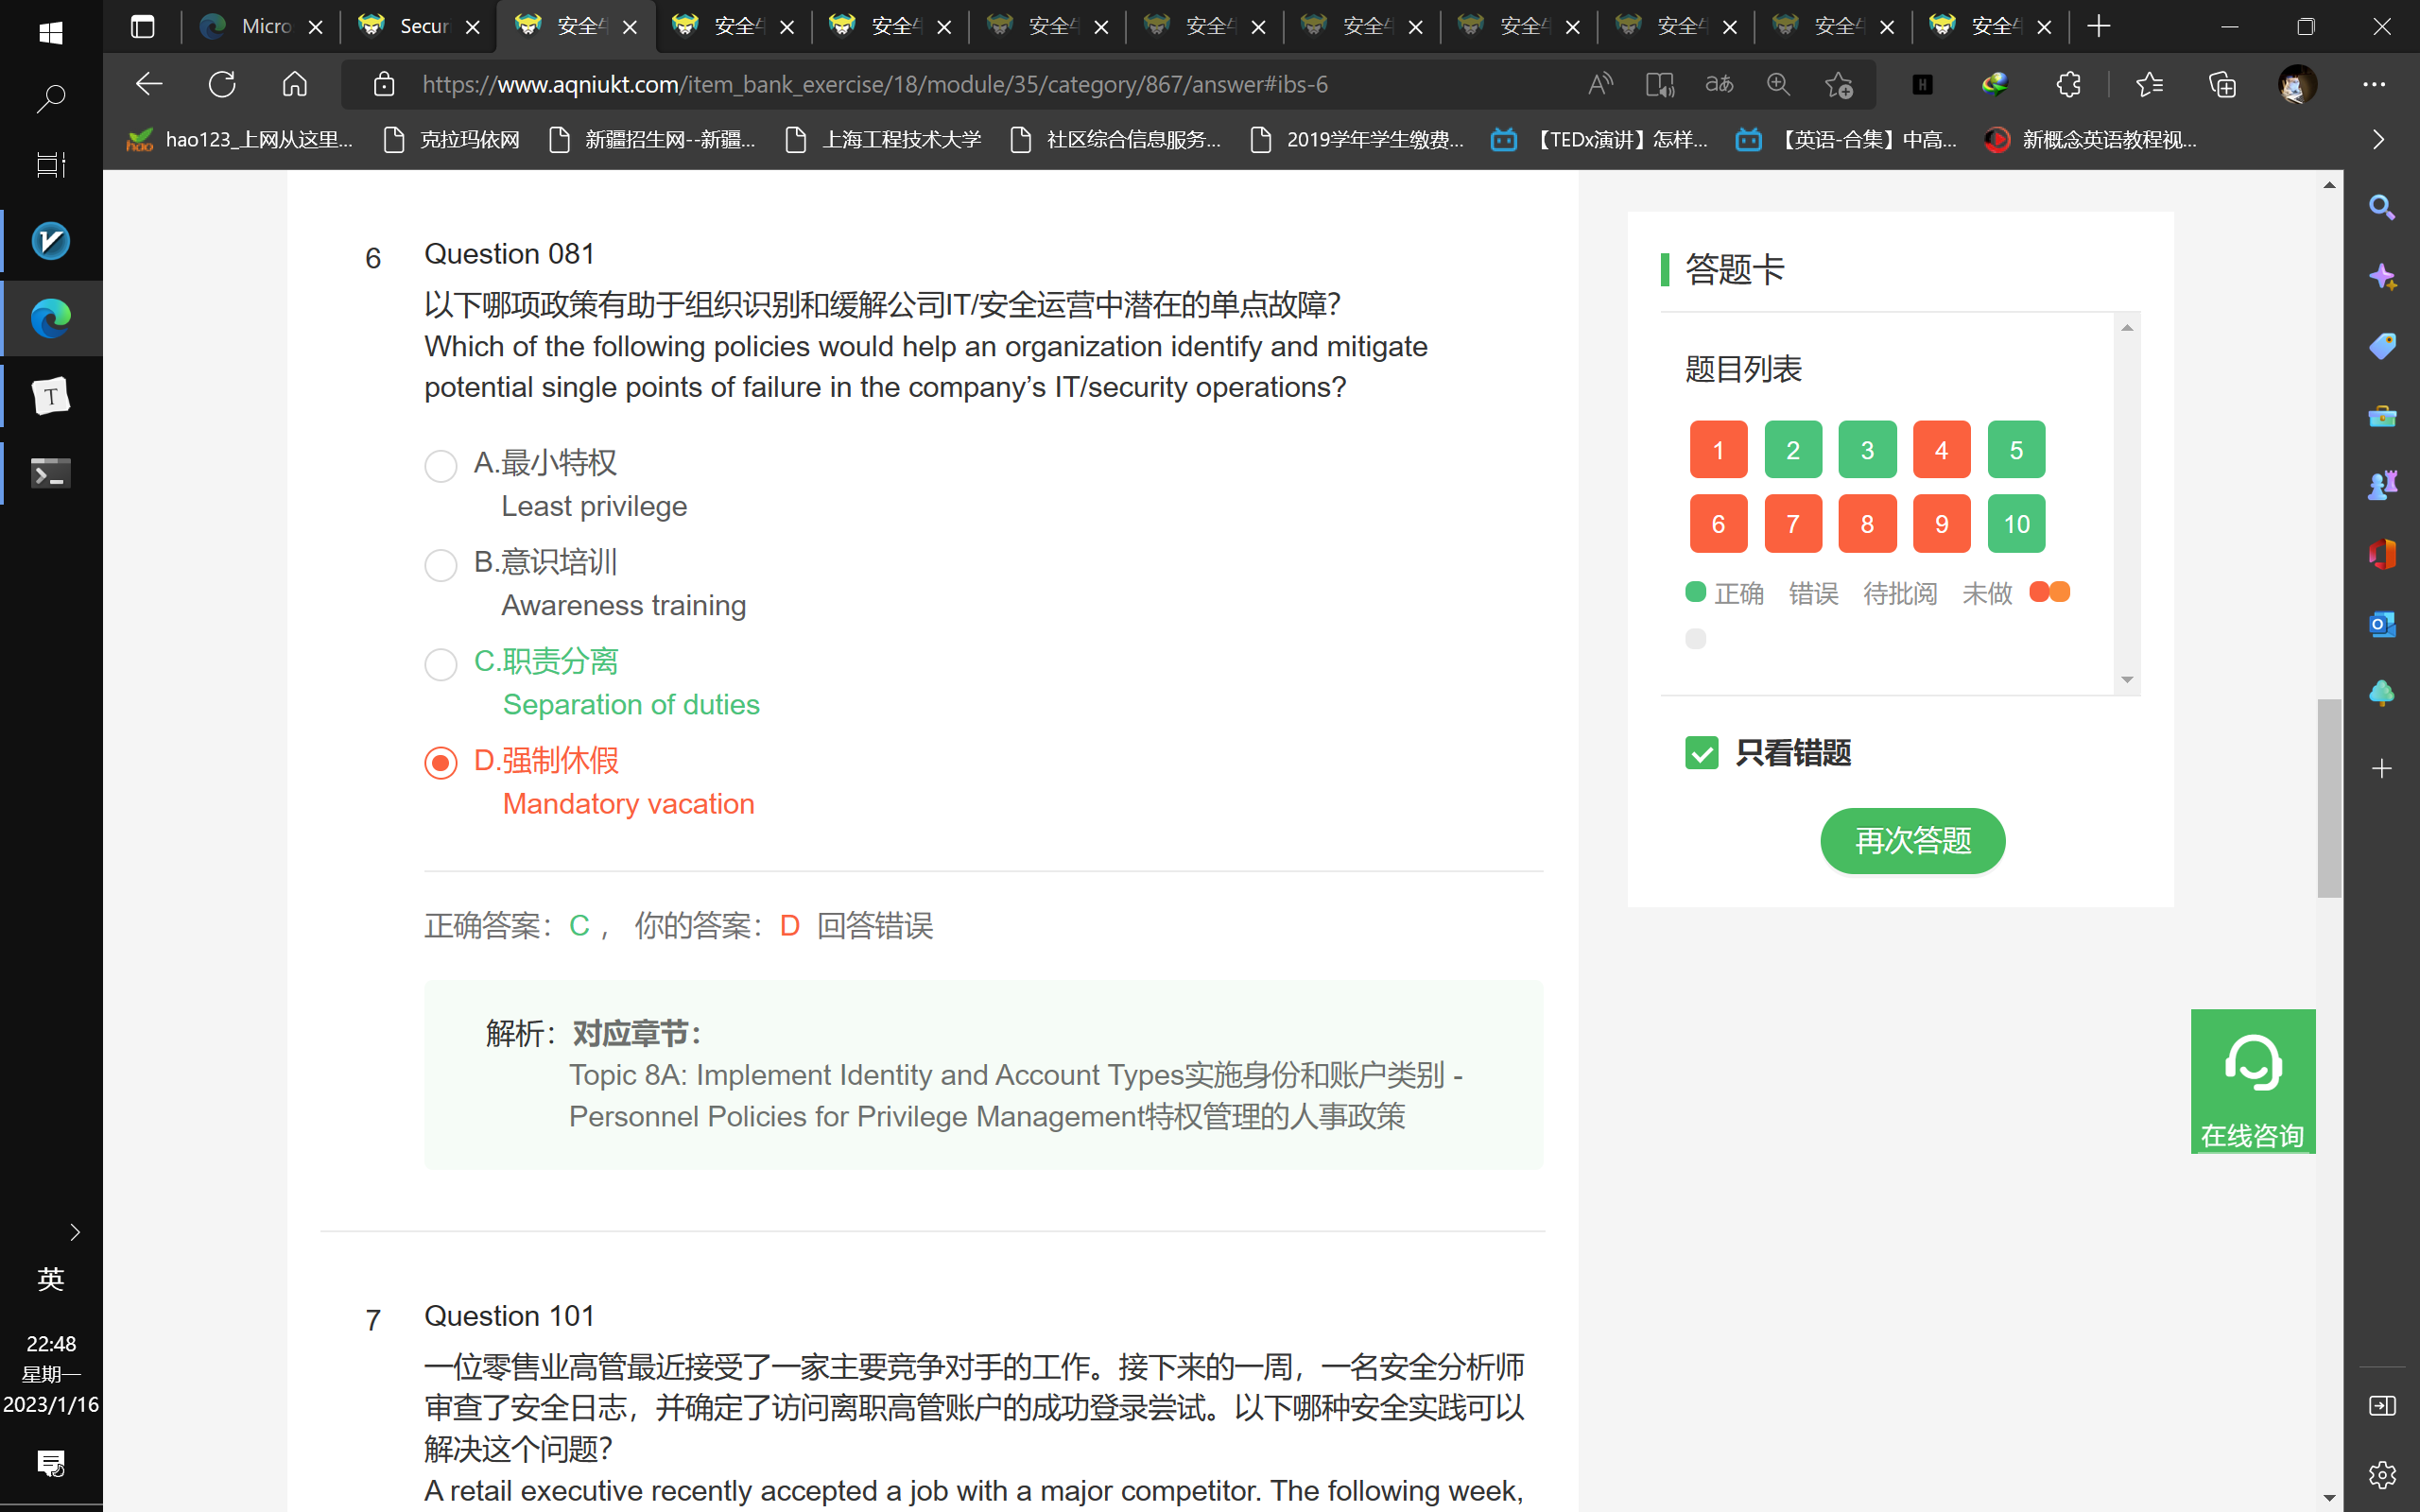 Micro
Secur
安全
安全
安全
安全
安全
安全
安全
安全
安全
安全
https://www.aqniukt.com/item_bank_exercise/18/module/35/category/867/answer#ibs-6
hao123_上网从这里...
克拉玛依网
新疆招生网--新疆...
上海工程技术大学
社区综合信息服务...
2019学年学生缴费...
【TEDx演讲】怎样...
【英语-合集】中高...
新概念英语教程视...
6
Question 081
以下哪项政策有助于组织识别和缓解公司IT/安全运营中潜在的单点故障?
Which of the following policies would help an organization identify and mitigate
potential single points of failure in the company’s IT/security operations?
A.最小特权
Least privilege
B.意识培训
Awareness training
C.职责分离
Separation of duties
D.强制休假
Mandatory vacation
正确答案： C ， 你的答案： D 回答错误
解析： 对应章节：
Topic 8A: Implement Identity and Account Types实施身份和账户类别 -
Personnel Policies for Privilege Management特权管理的人事政策
7
Question 101
一位零售业高管最近接受了一家主要竞争对手的工作。接下来的一周，一名安全分析师
审查了安全日志，并确定了访问离职高管账户的成功登录尝试。以下哪种安全实践可以
解决这个问题?
A retail executive recently accepted a job with a major competitor. The following week,
答题卡
题目列表
1 2 3 4 5
6 7 8 9 10
正确 错误 待批阅 未做
只看错题
再次答题
在线咨询
英
22:48
星期一
2023/1/16